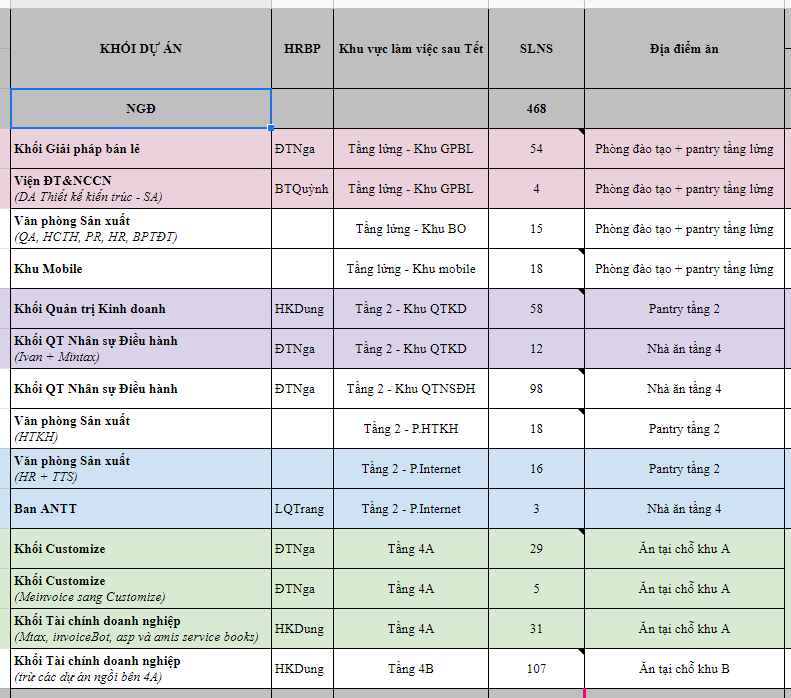 KHỐI DỰ ÁN HRBP Khu vực làm việc sau Tết SLNS Địa điểm ăn
NGĐ 468
Khối Giải pháp bán lẻ ĐTNga Tầng lửng - Khu GPBL 54 Phòng đào tạo + pantry tầng lửng
Viện ĐT&NCCN
(DA Thiết kế kiến trúc - SA) BTQuỳnh Tầng lửng - Khu GPBL 4 Phòng đào tạo + pantry tầng lửng
Văn phòng Sản xuất
(QA, HCTH, PR, HR, BPTĐT) Tầng lửng - Khu BO 15 Phòng đào tạo + pantry tầng lửng
Khu Mobile Tầng lửng - Khu mobile 18 Phòng đào tạo + pantry tầng lửng
Khối Quản trị Kinh doanh HKDung Tầng 2 - Khu QTKD 58 Pantry tầng 2
Khối QT Nhân sự Điều hành
(Ivan + Mintax) ĐTNga Tầng 2 - Khu QTKD 12 Nhà ăn tầng 4
Khối QT Nhân sự Điều hành ĐTNga Tầng 2 - Khu QTNSĐH 98 Nhà ăn tầng 4
Văn phòng Sản xuất
(HTKH) Tầng 2 - P.HTKH 18 Pantry tầng 2
Văn phòng Sản xuất
(HR + TTS) Tầng 2 - P.Internet 16 Pantry tầng 2
Ban ANTT LQTrang Tầng 2 - P.Internet 3 Nhà ăn tầng 4
Khối Customize ĐTNga Tầng 4A 29 Ăn tại chỗ khu A
Khối Customize
(Meinvoice sang Customize) ĐTNga Tầng 4A 5 Ăn tại chỗ khu A
Khối Tài chính doanh nghiệp
(Mtax, invoiceBot, asp và amis service books) HKDung Tầng 4A 31 Ăn tại chỗ khu A
Khối Tài chính doanh nghiệp
(trừ các dự án ngồi bên 4A) HKDung Tầng 4B 107 Ăn tại chỗ khu B